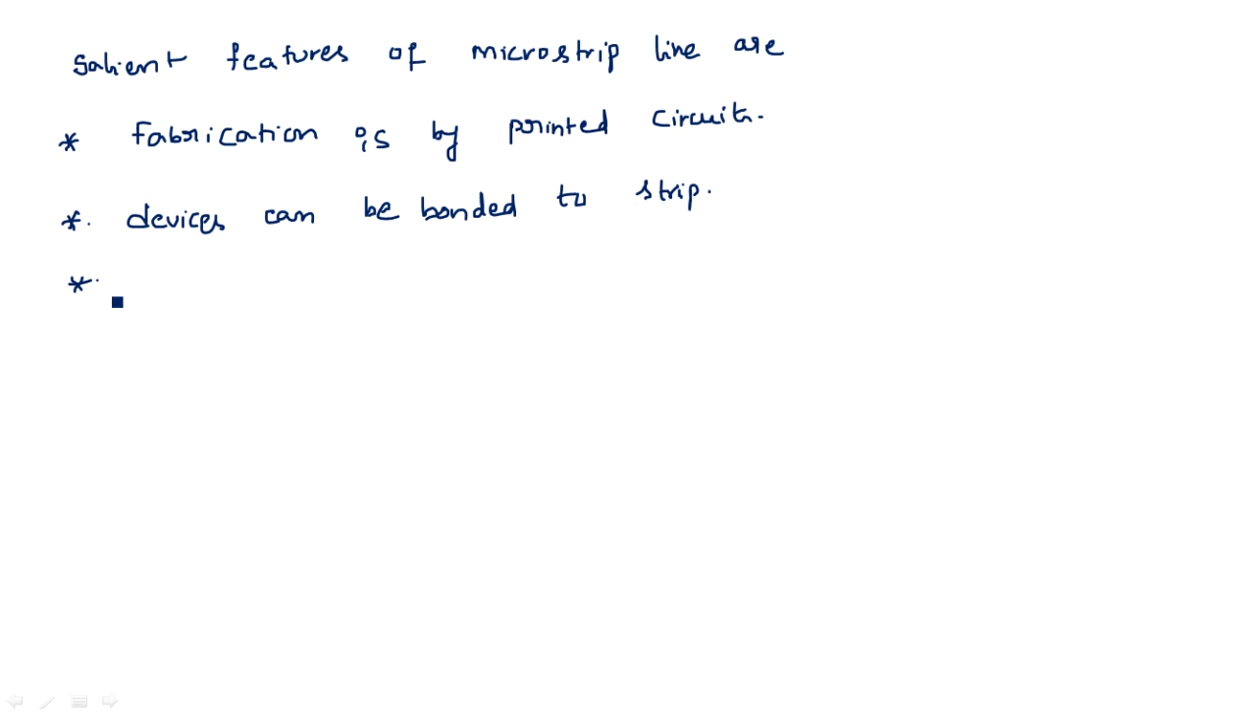 Salient features of microstrip line are
* fabrication is by printed circuit.
*. devices can be bonded to strip.
*.